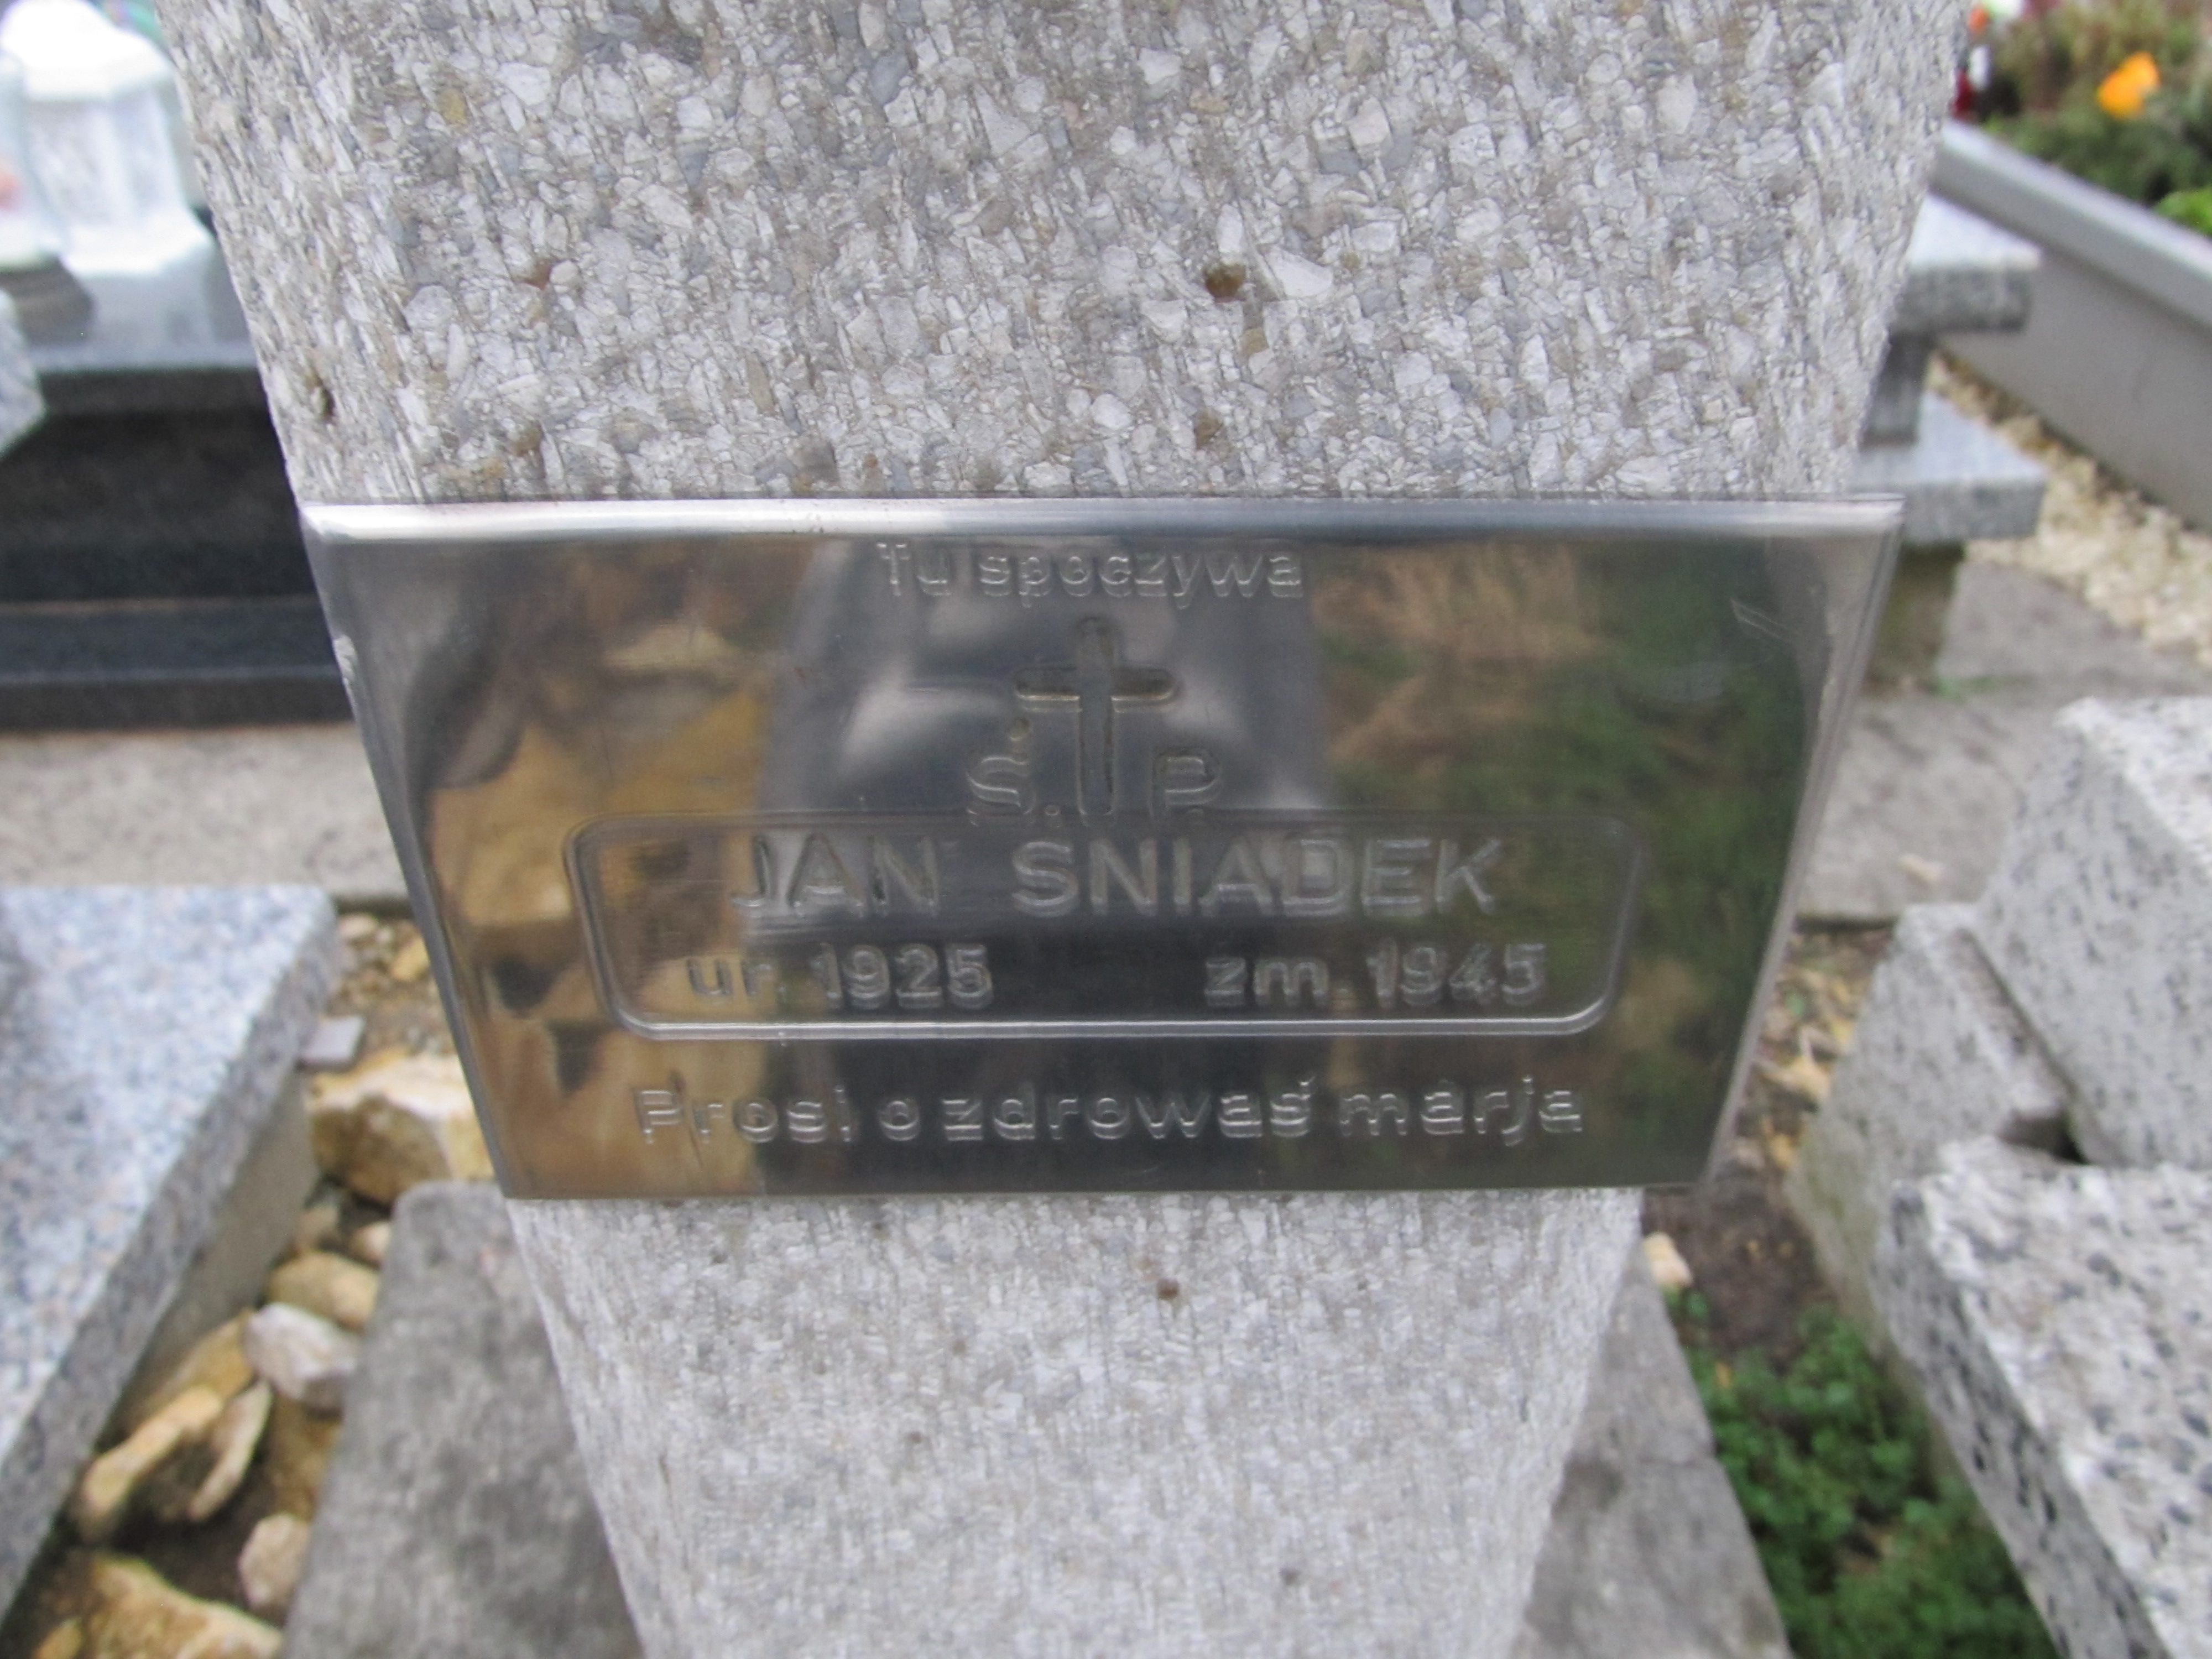 Tu spoczywa
Ś. P.
JAN SNIADEK
ur. 1925 zm. 1945
Prosi o zdrowaś marja